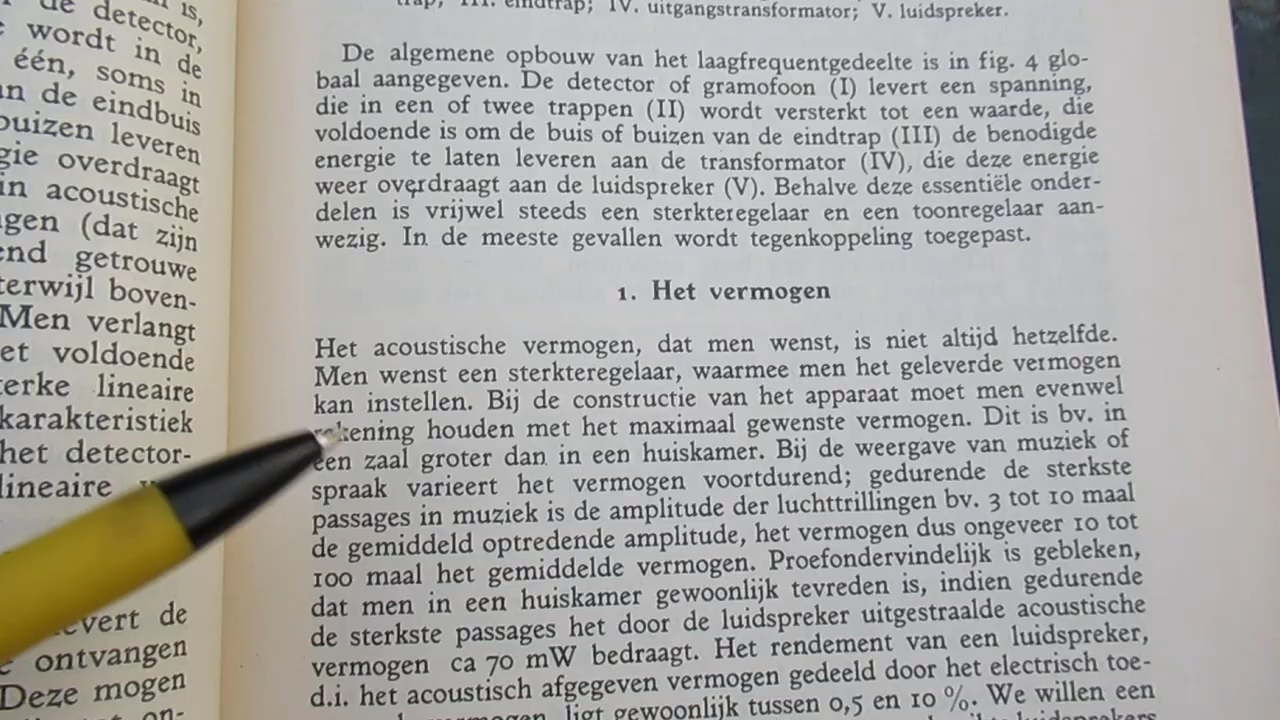 is,
de detector,
wordt in de
één, soms in
de eindbuis
buizen leveren
overdraagt
in acoustische
(dat zijn
getrouwe
terwijl boven-
Men verlangt
voldoende
lineaire
karakteristiek
het detector-
lineaire
de
ontvangen
Deze mogen
on-
trap; III. eindtrap; IV. uitgangstransformator; V. luidspreker.
De algemene opbouw van het laagfrequentgedeelte is in fig. 4 glo-
baal aangegeven. De detector of gramofoon (I) levert een spanning,
die in een of twee trappen (II) wordt versterkt tot een waarde, die
voldoende is om de buis of buizen van de eindtrap (III) de benodigde
energie te laten leveren aan de transformator (IV), die deze energie
weer overdraagt aan de luidspreker (V). Behalve deze essentiële onder-
delen is vrijwel steeds een sterkteregelaar en een toonregelaar aan-
wezig. In de meeste gevallen wordt tegenkoppeling toegepast.
1. Het vermogen
Het acoustische vermogen, dat men wenst, is niet altijd hetzelfde.
Men wenst een sterkteregelaar, waarmee men het geleverde vermogen
kan instellen. Bij de constructie van het apparaat moet men evenwel
rekening houden met het maximaal gewenste vermogen. Dit is bv. in
een zaal groter dan in een huiskamer. Bij de weergave van muziek of
spraak varieert het vermogen voortdurend; gedurende de sterkste
passages in muziek is de amplitude der luchttrillingen bv. 3 tot 10 maal
de gemiddeld optredende amplitude, het vermogen dus ongeveer 10 tot
100 maal het gemiddelde vermogen. Proefondervindelijk is gebleken,
dat men in een huiskamer gewoonlijk tevreden is, indien gedurende
de sterkste passages het door de luidspreker uitgestraalde acoustische
vermogen ca 70 mW bedraagt. Het rendement van een luidspreker,
d.i. het acoustisch afgegeven vermogen gedeeld door het electrisch toe-
ligt gewoonlijk tussen 0,5 en 10 %. We willen een